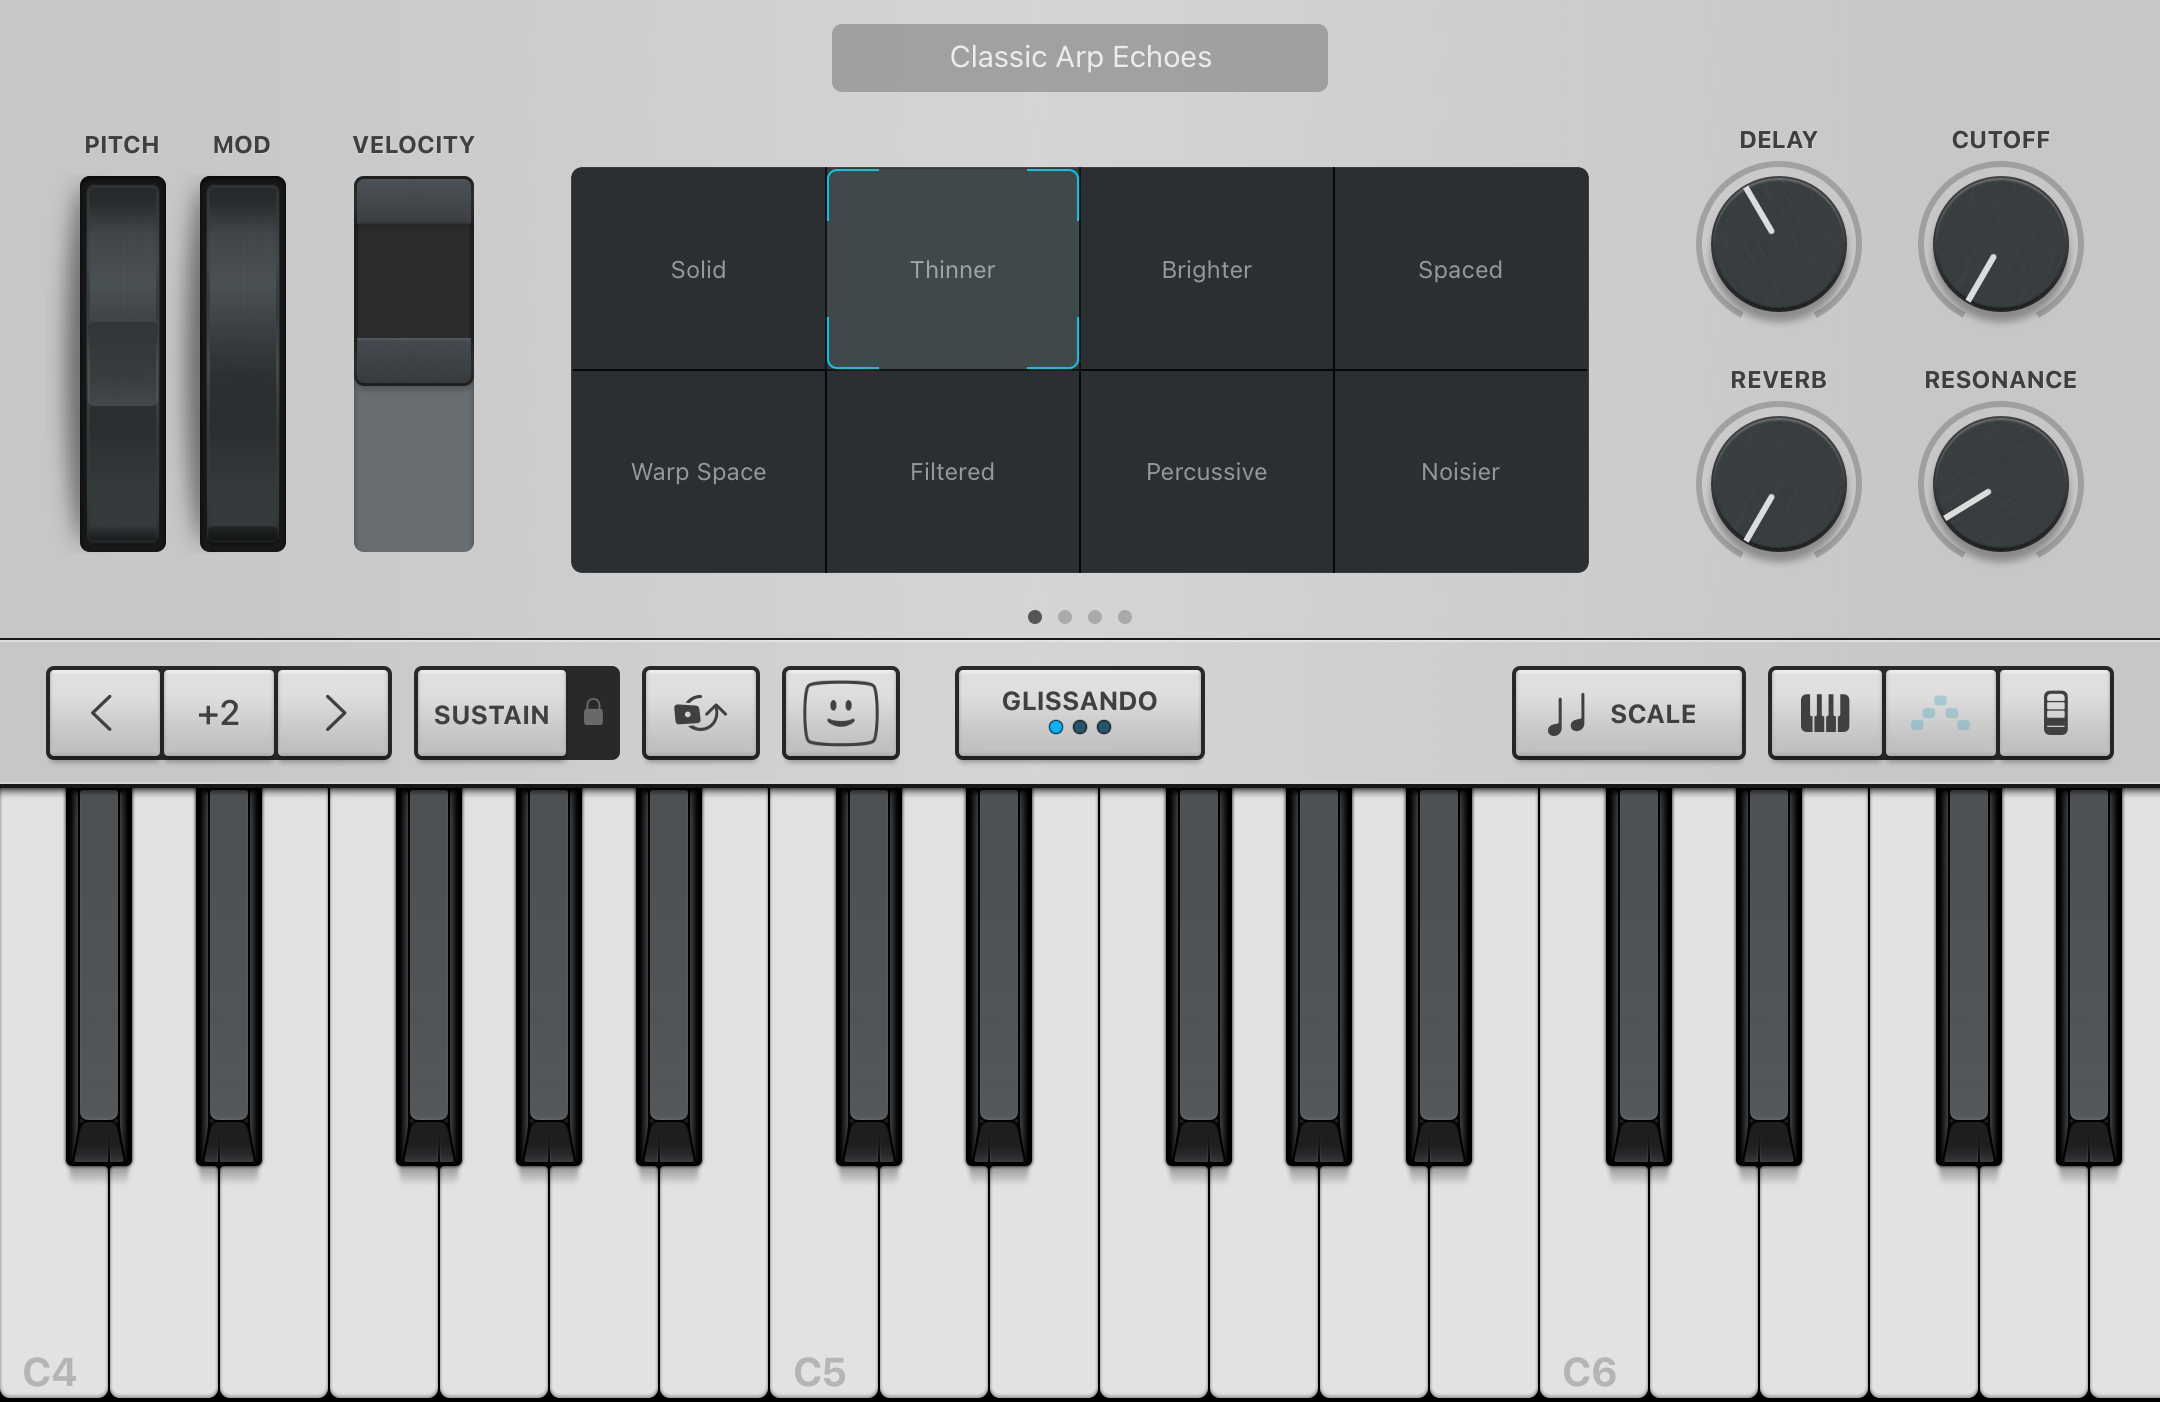 Classic Arp Echoes
PITCH MOD VELOCITY
DELAY CUTOFF
Solid Thinner Brighter Spaced
REVERB RESONANCE
Warp Space Filtered Percussive Noisier
+2 SUSTAIN GLISSANDO SCALE
C4 C5 C6